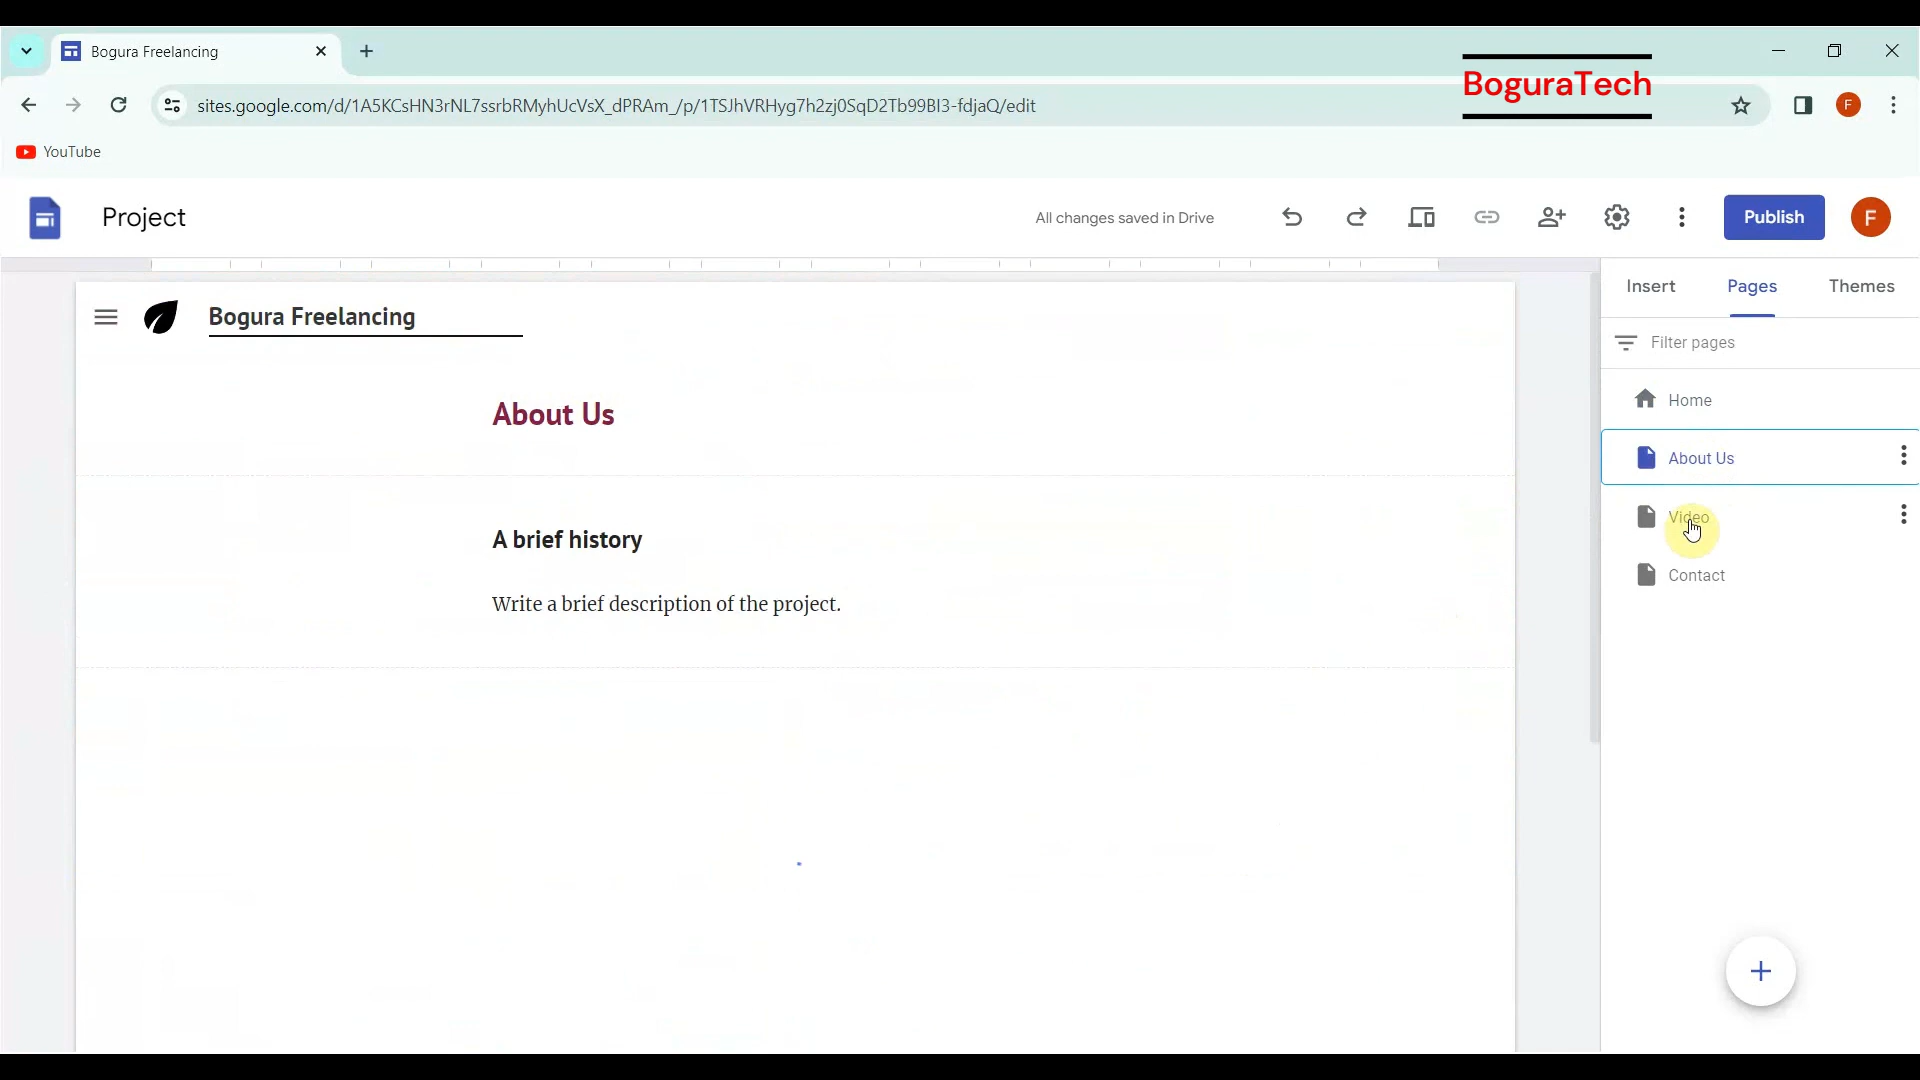 Bogura Freelancing
BoguraTech
sites.google.com/d/1A5KCsHN3rNL7ssrbRMyhUcVsX_dPRAm_/p/1TSJhVRHyg7h2zj0SqD2Tb99BI3-fdjaQ/edit
F
YouTube
Project
All changes saved in Drive
Publish
F
Insert
Pages
Themes
Bogura Freelancing
Filter pages
Home
About Us
About Us
Video
A brief history
Contact
Write a brief description of the project.